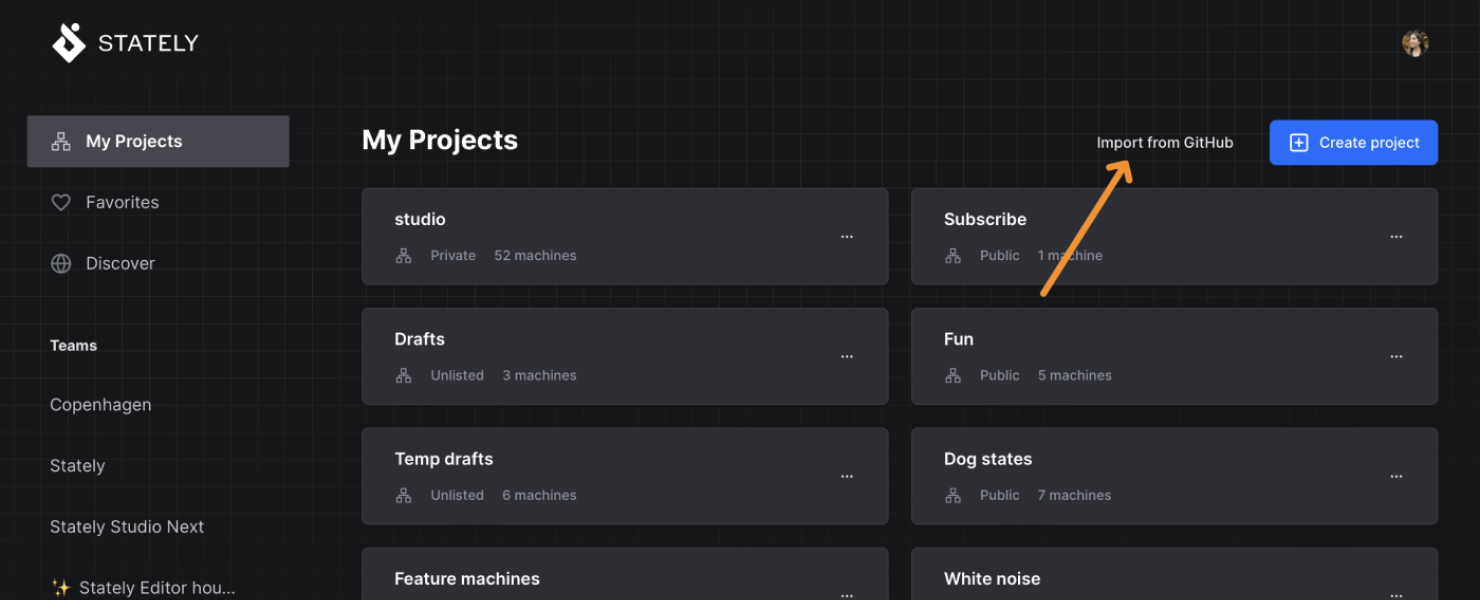 STATELY
My Projects
Favorites
Discover
Teams
Copenhagen
Stately
Stately Studio Next
✨ Stately Editor hou...
My Projects
Import from GitHub
Create project
studio
Private 52 machines
Subscribe
Public 1 machine
Drafts
Unlisted 3 machines
Fun
Public 5 machines
Temp drafts
Unlisted 6 machines
Dog states
Public 7 machines
Feature machines
White noise